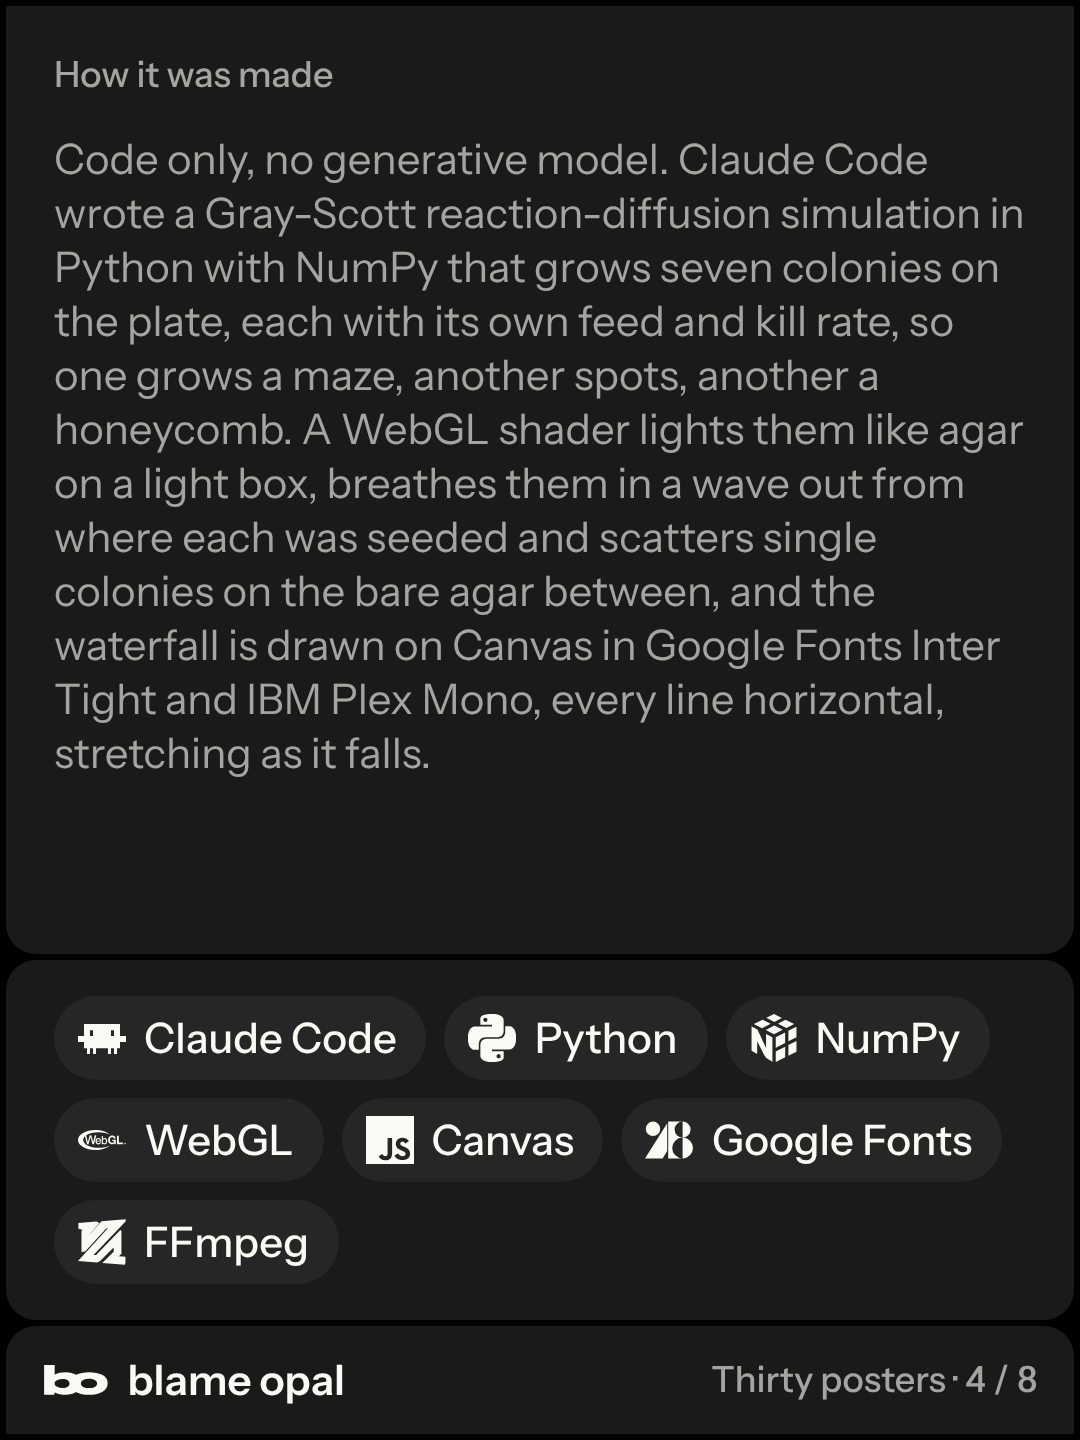 How it was made
Code only, no generative model. Claude Code
wrote a Gray-Scott reaction-diffusion simulation in
Python with NumPy that grows seven colonies on
the plate, each with its own feed and kill rate, so
one grows a maze, another spots, another a
honeycomb. A WebGL shader lights them like agar
on a light box, breathes them in a wave out from
where each was seeded and scatters single
colonies on the bare agar between, and the
waterfall is drawn on Canvas in Google Fonts Inter
Tight and IBM Plex Mono, every line horizontal,
stretching as it falls.
Claude Code Python NumPy
WebGL WebGL JS Canvas Google Fonts
FFmpeg
bo blame opal Thirty posters · 4 / 8